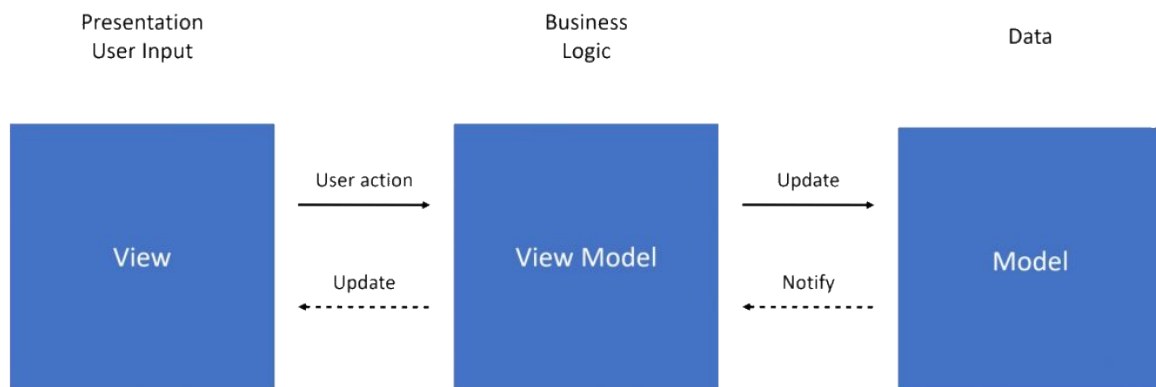 Presentation
User Input
Business
Logic
Data
User action
Update
View
View Model
Model
Update
Notify